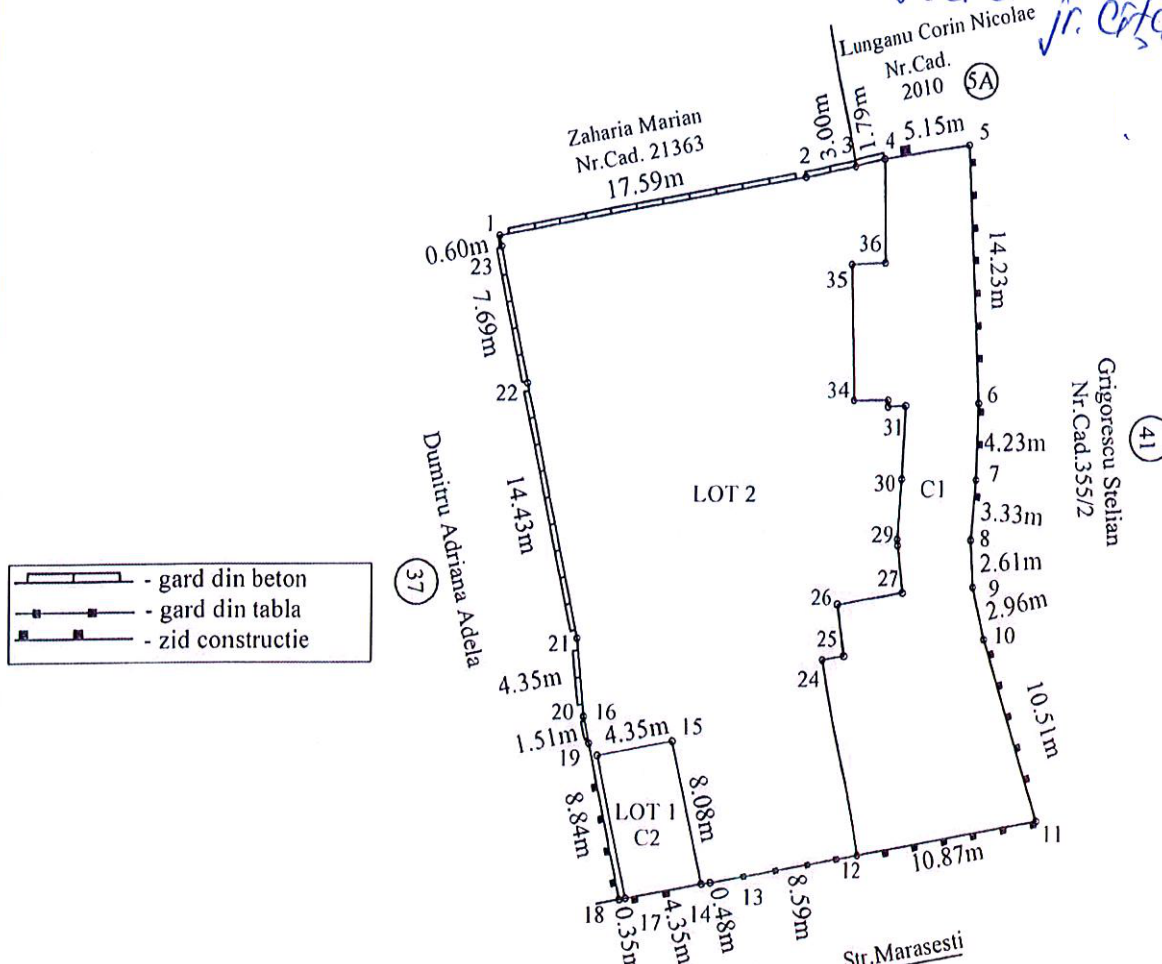 jr.
Lunganu Corin Nicolae
Nr.Cad.
2010
5A
Zaharia Marian
Nr.Cad. 21363
17.59m
2
3.00m
3
1.79m
4
5.15m
5
1
0.60m
23
7.69m
36
35
14.23m
22
34
31
6
4.23m
Grigorescu Stelian
Nr.Cad.355/2
41
LOT 2
30
C1
7
3.33m
14.43m
Dumitru Adriana Adela
37
29
8
2.61m
27
9
2.96m
26
10
25
24
- gard din beton
- gard din tabla
- zid constructie
21
4.35m
20
16
1.51m
4.35m
15
19
10.51m
8.84m
LOT 1
C2
8.08m
11
12
10.87m
13
8.59m
14
0.48m
18
0.35m
17
4.35m
Str.Marasesti